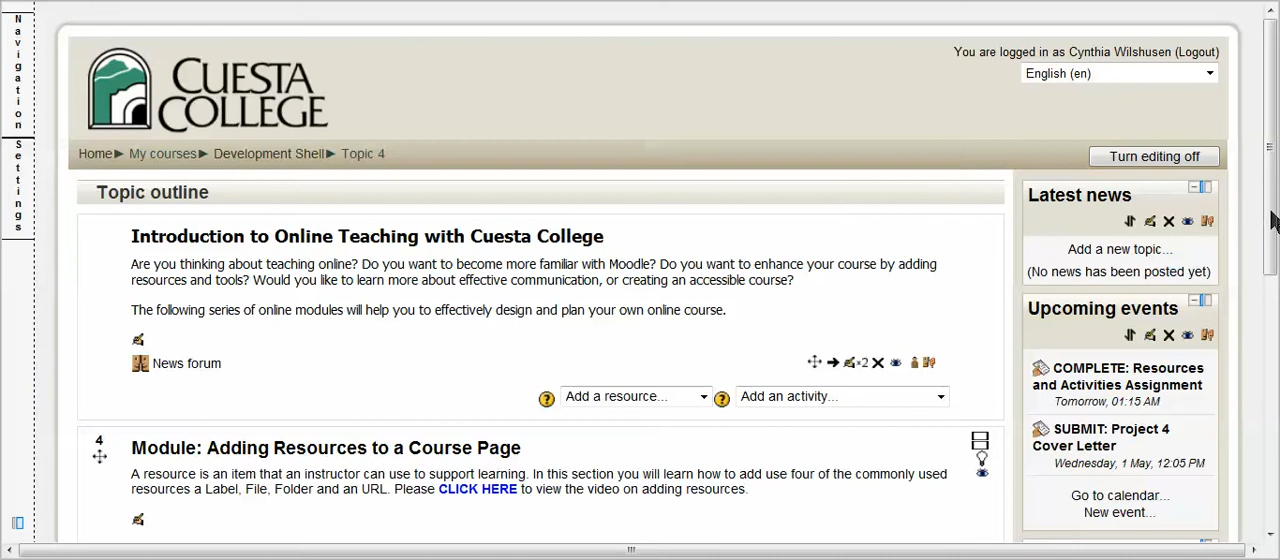 Navigation
Settings
CUESTA
COLLEGE
You are logged in as Cynthia Wilshusen (Logout)
English (en)
Home► My courses► Development Shell► Topic 4
Turn editing off
Topic outline
Introduction to Online Teaching with Cuesta College
Are you thinking about teaching online? Do you want to become more familiar with Moodle? Do you want to enhance your course by adding
resources and tools? Would you like to learn more about effective communication, or creating an accessible course?
The following series of online modules will help you to effectively design and plan your own online course.
News forum
×2
Add a resource...
Add an activity...
4
Module: Adding Resources to a Course Page
A resource is an item that an instructor can use to support learning. In this section you will learn how to add use four of the commonly used
resources a Label, File, Folder and an URL. Please CLICK HERE to view the video on adding resources.
Latest news
Add a new topic...
(No news has been posted yet)
Upcoming events
COMPLETE: Resources
and Activities Assignment
Tomorrow, 01:15 AM
SUBMIT: Project 4
Cover Letter
Wednesday, 1 May, 12:05 PM
Go to calendar...
New event...